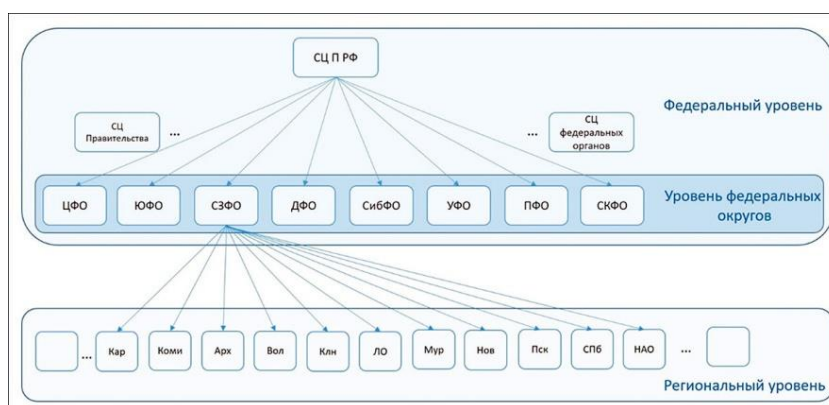 СЦ П РФ
Федеральный уровень
СЦ
Правительства
...
...
СЦ
федеральных
органов
ЦФО ЮФО СЗФО ДФО СибФО УФО ПФО СКФО
Уровень федеральных
округов
... Кар Коми Арх Вол Клн ЛО Мур Нов Пск СПб НАО ...
Региональный уровень